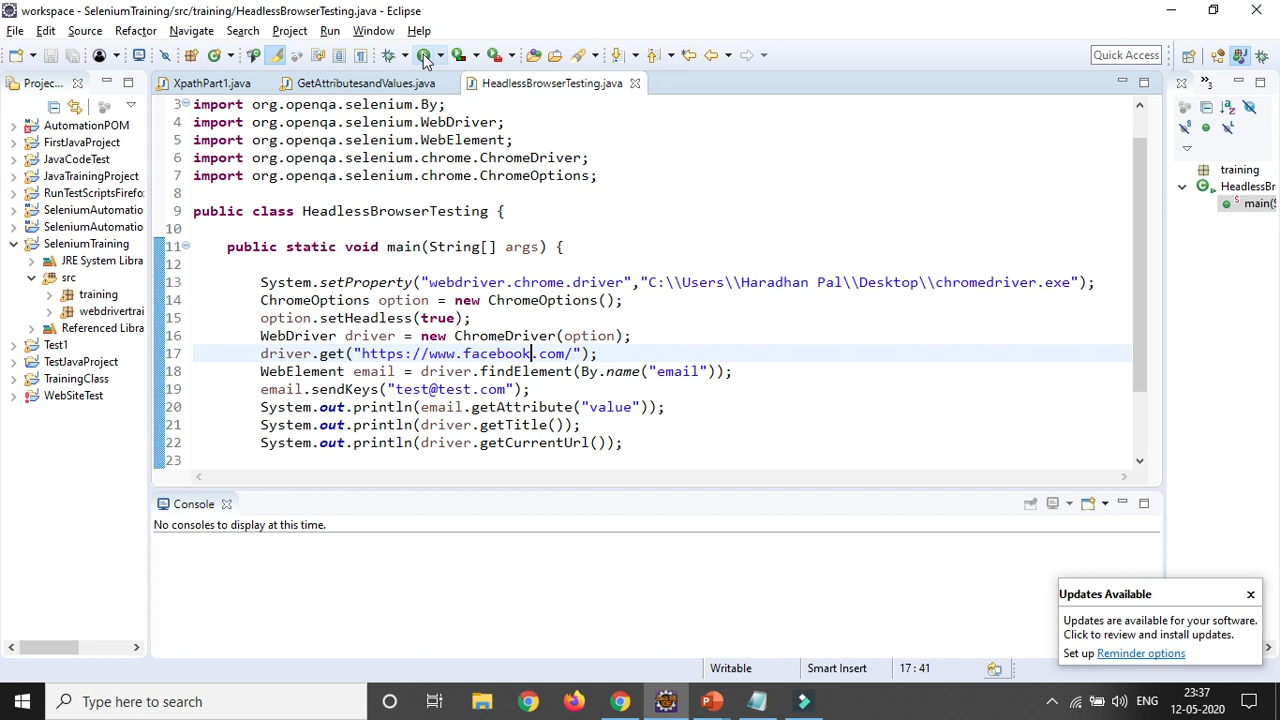 workspace - SeleniumTraining/src/training/HeadlessBrowserTesting.java - Eclipse
File Edit Source Refactor Navigate Search Project Run Window Help
Quick Access
Projec...
XpathPart1.java
GetAttributesandValues.java
HeadlessBrowserTesting.java
3
AutomationPOM
FirstJavaProject
JavaCodeTest
JavaTrainingProject
RunTestScriptsFirefo
SeleniumAutomatio
SeleniumAutomatio
SeleniumTraining
JRE System Libra
src
training
webdrivertrai
Referenced Libra
Test1
TestJavaProject
TrainingClass
WebSiteTest
3 import org.openqa.selenium.By;
4 import org.openqa.selenium.WebDriver;
5 import org.openqa.selenium.WebElement;
6 import org.openqa.selenium.chrome.ChromeDriver;
7 import org.openqa.selenium.chrome.ChromeOptions;
8
9 public class HeadlessBrowserTesting {
10
11 public static void main(String[] args) {
12
13 System.setProperty("webdriver.chrome.driver","C:\\Users\\Haradhan Pal\\Desktop\\chromedriver.exe");
14 ChromeOptions option = new ChromeOptions();
15 option.setHeadless(true);
16 WebDriver driver = new ChromeDriver(option);
17 driver.get("https://www.facebook.com/");
18 WebElement email = driver.findElement(By.name("email"));
19 email.sendKeys("test@test.com");
20 System.out.println(email.getAttribute("value"));
21 System.out.println(driver.getTitle());
22 System.out.println(driver.getCurrentUrl());
23
training
HeadlessBr
main(S
Console
No consoles to display at this time.
Updates Available
Updates are available for your software.
Click to review and install updates.
Set up Reminder options
Writable
Smart Insert
17 : 41
Type here to search
ENG
23:37
12-05-2020